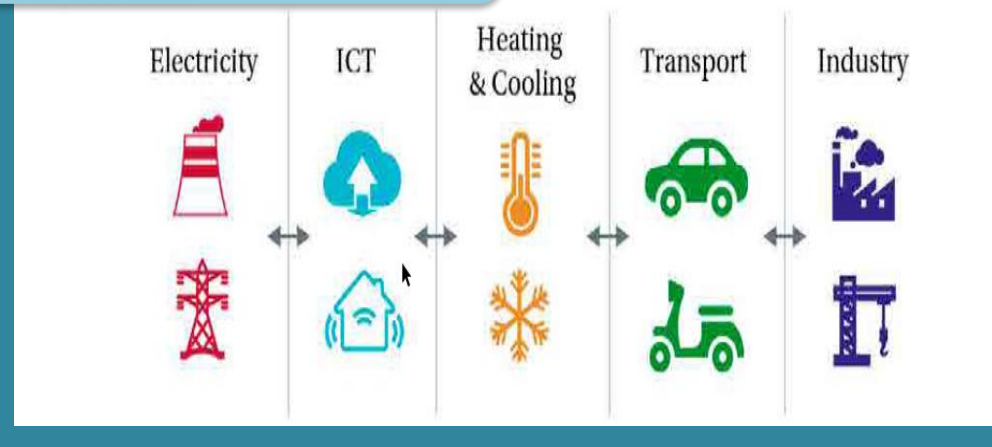 Electricity
ICT
Heating
& Cooling
Transport
Industry